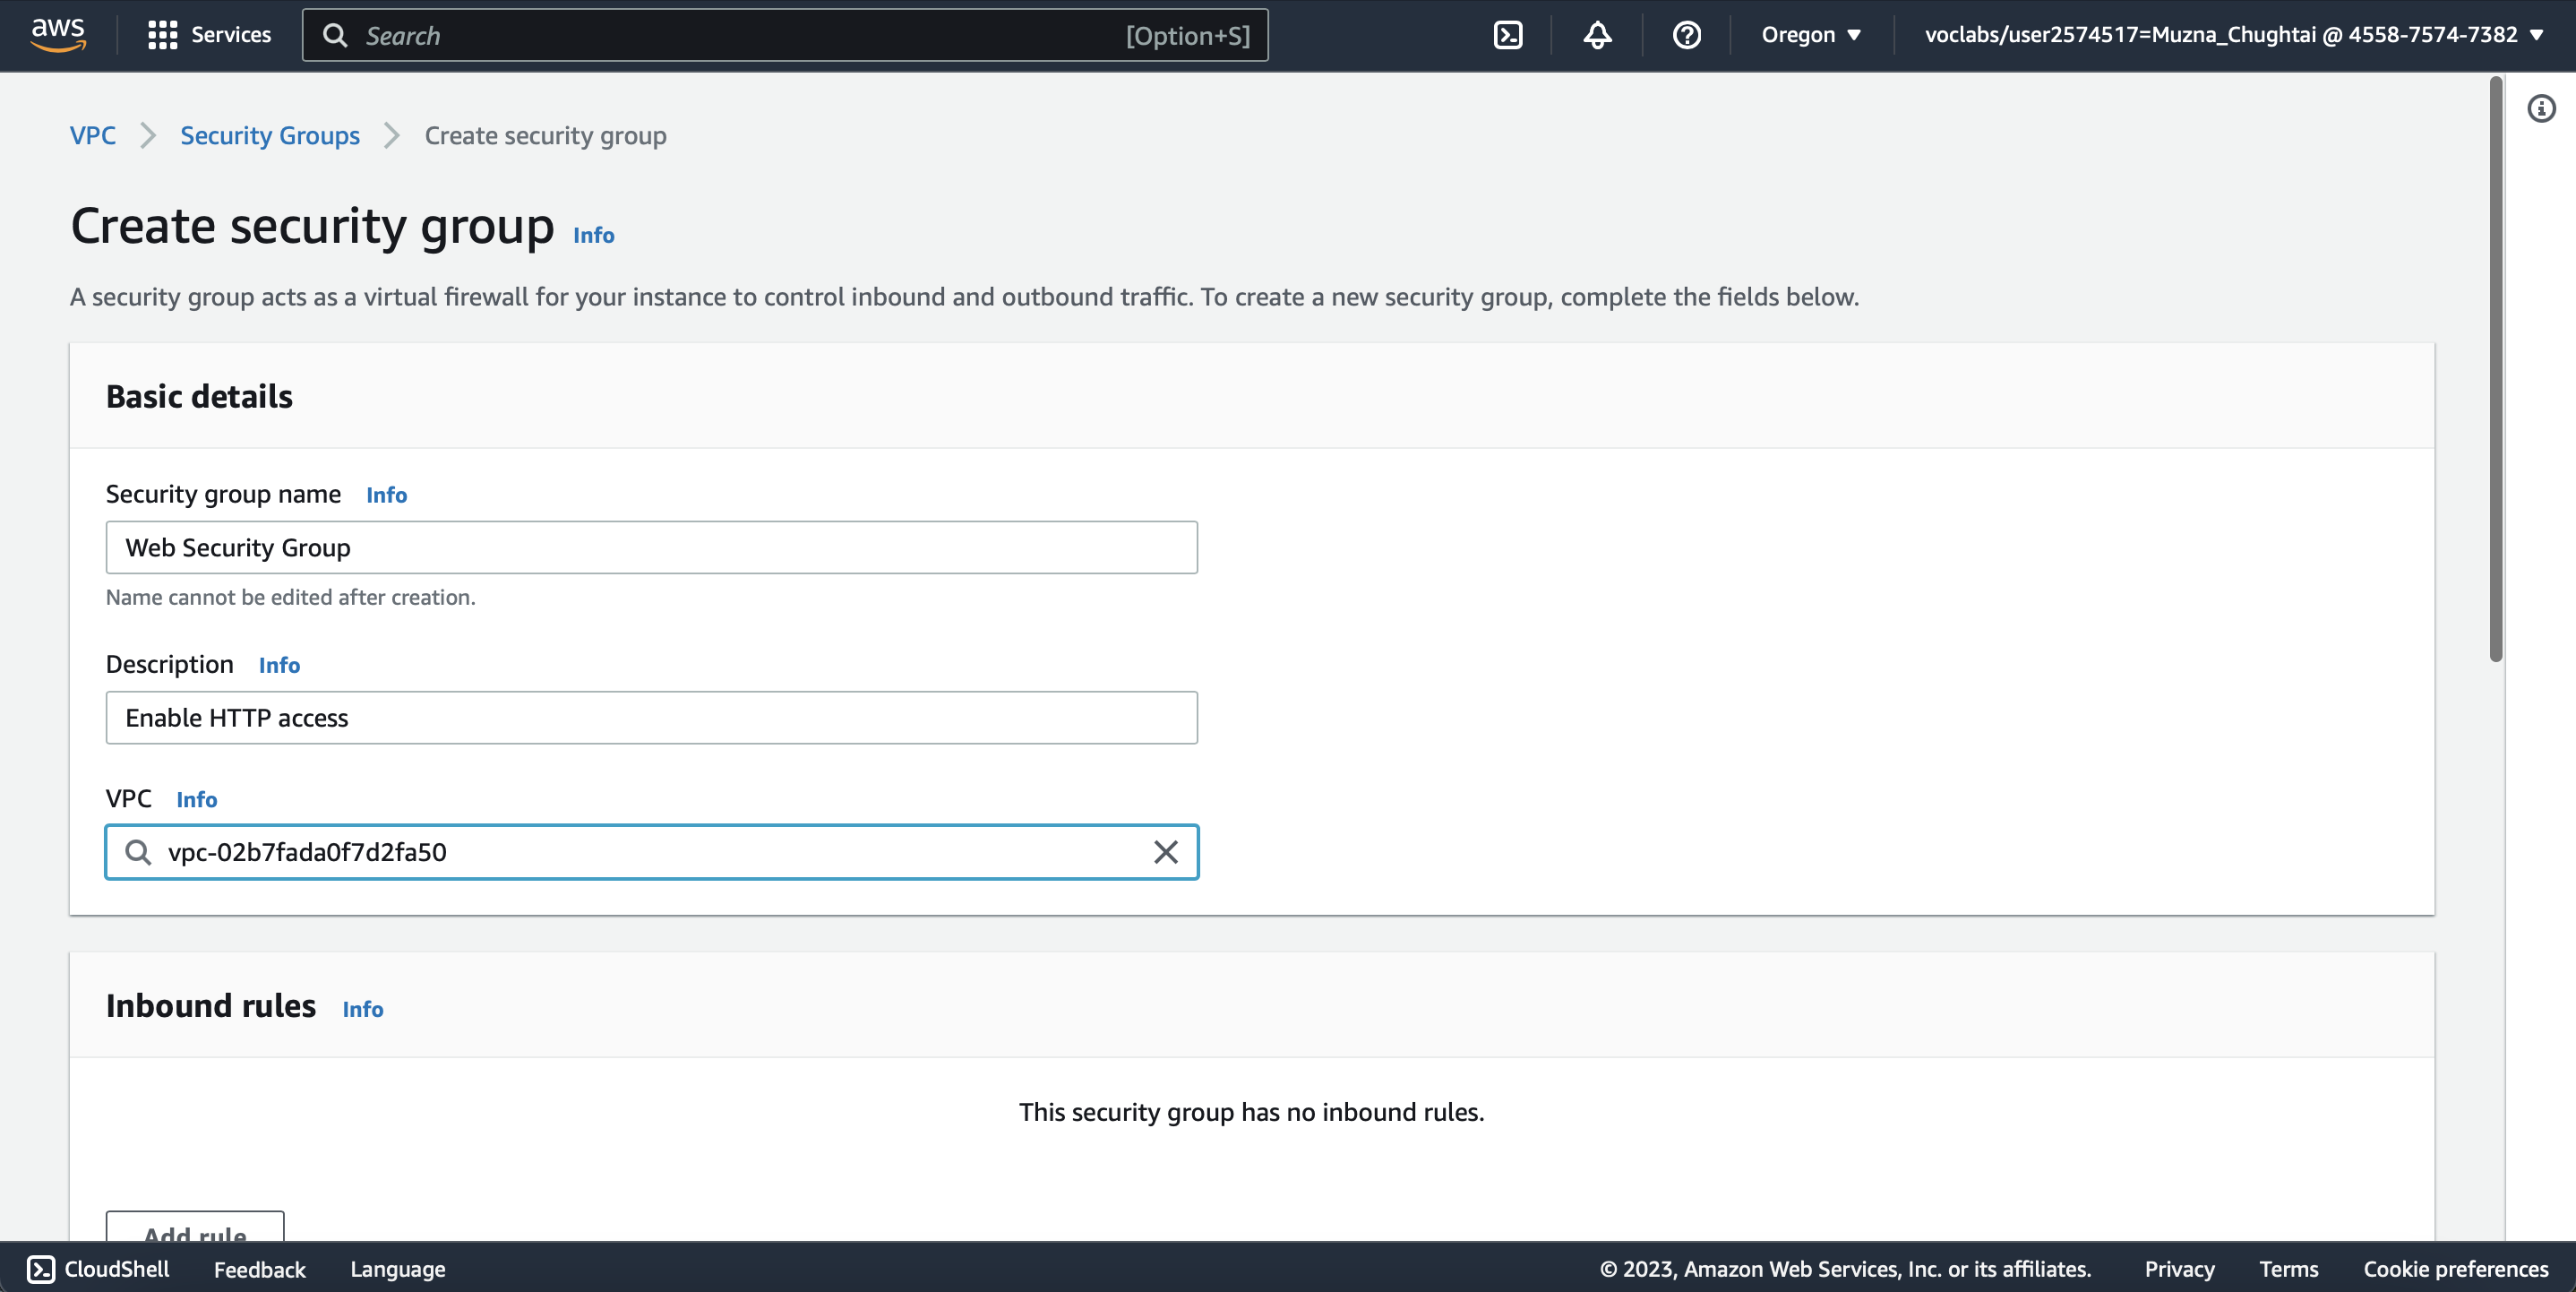 aws Services Search [Option+S] Oregon voclabs/user2574517=Muzna_Chughtai @ 4558-7574-7382
VPC Security Groups Create security group
Create security group Info
A security group acts as a virtual firewall for your instance to control inbound and outbound traffic. To create a new security group, complete the fields below.
Basic details
Security group name Info
Web Security Group
Name cannot be edited after creation.
Description Info
Enable HTTP access
VPC Info
vpc-02b7fada0f7d2fa50
Inbound rules Info
This security group has no inbound rules.
Add rule
CloudShell Feedback Language © 2023, Amazon Web Services, Inc. or its affiliates. Privacy Terms Cookie preferences